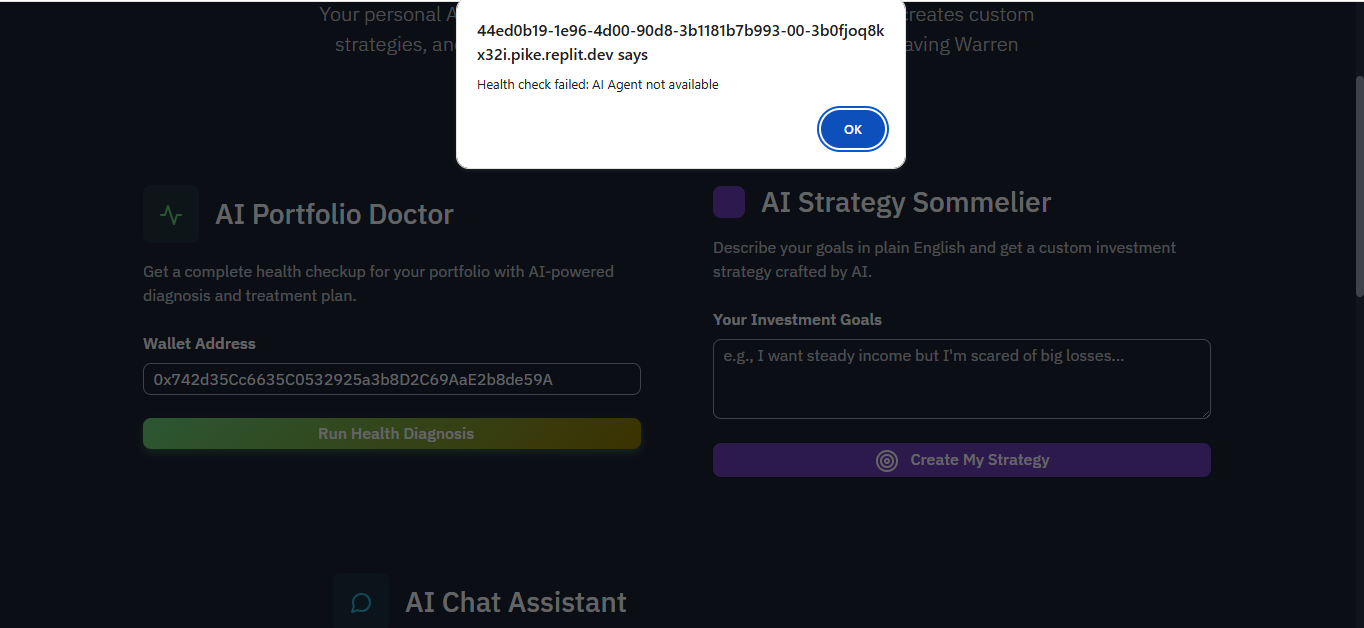 44ed0b19-1e96-4d00-90d8-3b1181b7b993-00-3b0fjoq8k
x32i.pike.replit.dev says
Health check failed: AI Agent not available
OK
Your personal A
reates custom
strategies, an
aving Warren
AI Portfolio Doctor
Get a complete health checkup for your portfolio with AI-powered
diagnosis and treatment plan.
Wallet Address
0x742d35Cc6635C0532925a3b8D2C69AaE2b8de59A
Run Health Diagnosis
AI Strategy Sommelier
Describe your goals in plain English and get a custom investment
strategy crafted by AI.
Your Investment Goals
e.g., I want steady income but I'm scared of big losses...
Create My Strategy
AI Chat Assistant